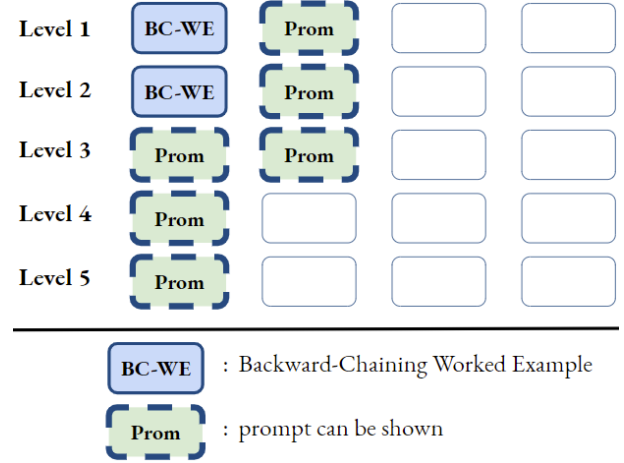 Level 1 BC-WE Prom
Level 2 BC-WE Prom
Level 3 Prom Prom
Level 4 Prom
Level 5 Prom
BC-WE : Backward-Chaining Worked Example
Prom : prompt can be shown